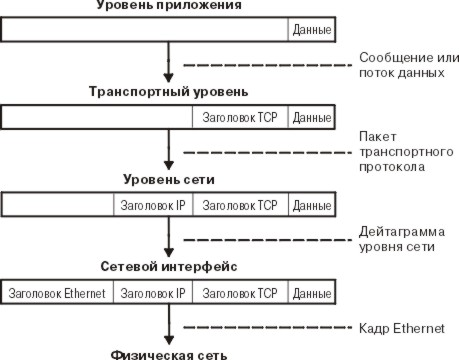 Уровень приложения
Данные
Сообщение или
поток данных
Транспортный уровень
Заголовок TCP Данные
Пакет
транспортного
протокола
Уровень сети
Заголовок IP Заголовок TCP Данные
Дейтаграмма
уровня сети
Сетевой интерфейс
Заголовок Ethernet Заголовок IP Заголовок TCP Данные
Кадр Ethernet
Физическая сеть